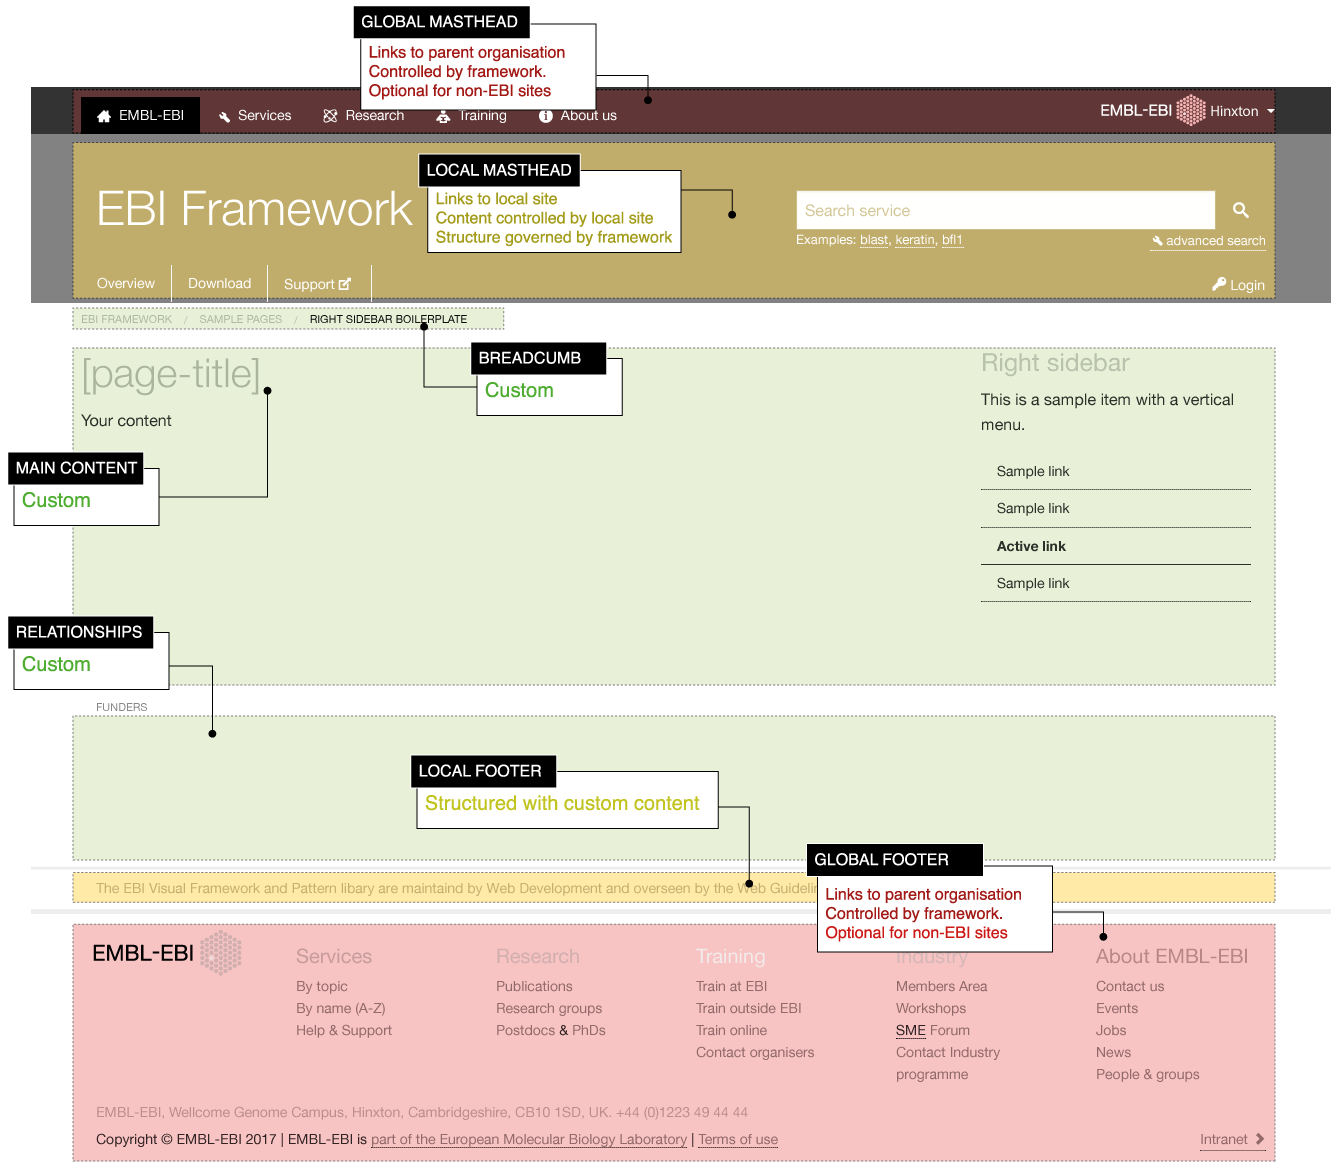 GLOBAL MASTHEAD
Links to parent organisation
Controlled by framework.
Optional for non-EBI sites
EMBL-EBI
Services
Research
Training
About us
EMBL-EBI
Hinxton
LOCAL MASTHEAD
Links to local site
Content controlled by local site
Structure governed by framework
EBI Framework
Search service
Examples: blast, keratin, bfl1
advanced search
Overview
Download
Support
Login
EBI FRAMEWORK / SAMPLE PAGES / RIGHT SIDEBAR BOILERPLATE
BREADCUMB
Custom
[page-title]
Your content
MAIN CONTENT
Custom
Right sidebar
This is a sample item with a vertical
menu.
Sample link
Sample link
Active link
Sample link
RELATIONSHIPS
Custom
FUNDERS
LOCAL FOOTER
Structured with custom content
The EBI Visual Framework and Pattern libary are maintaind by Web Development and overseen by the Web
GLOBAL FOOTER
Links to parent organisation
Controlled by framework.
Optional for non-EBI sites
EMBL-EBI
Services
By topic
By name (A-Z)
Help & Support
Research
Publications
Research groups
Postdocs & PhDs
Training
Train at EBI
Train outside EBI
Train online
Contact organisers
Industry
Members Area
Workshops
SME Forum
Contact Industry
programme
About EMBL-EBI
Contact us
Events
Jobs
News
People & groups
EMBL-EBI, Wellcome Genome Campus, Hinxton, Cambridgeshire, CB10 1SD, UK. +44 (0)1223 49 44 44
Copyright © EMBL-EBI 2017 | EMBL-EBI is part of the European Molecular Biology Laboratory | Terms of use
Intranet